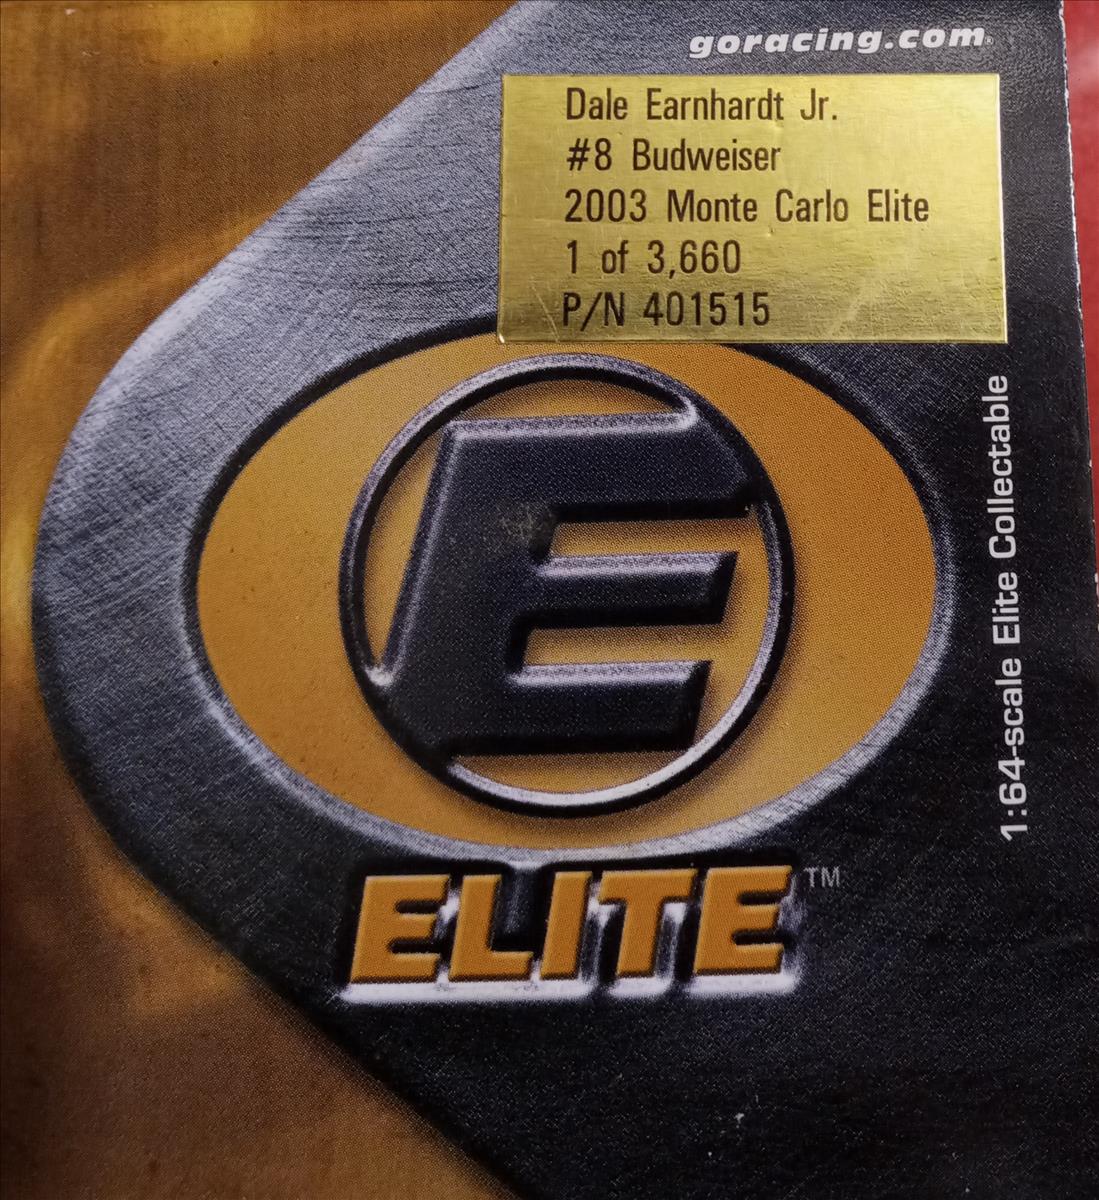 goracing.com
Dale Earnhardt Jr.
#8 Budweiser
2003 Monte Carlo Elite
1 of 3,660
P/N 401515
1:64-scale Elite Collectable
E
ELITE™